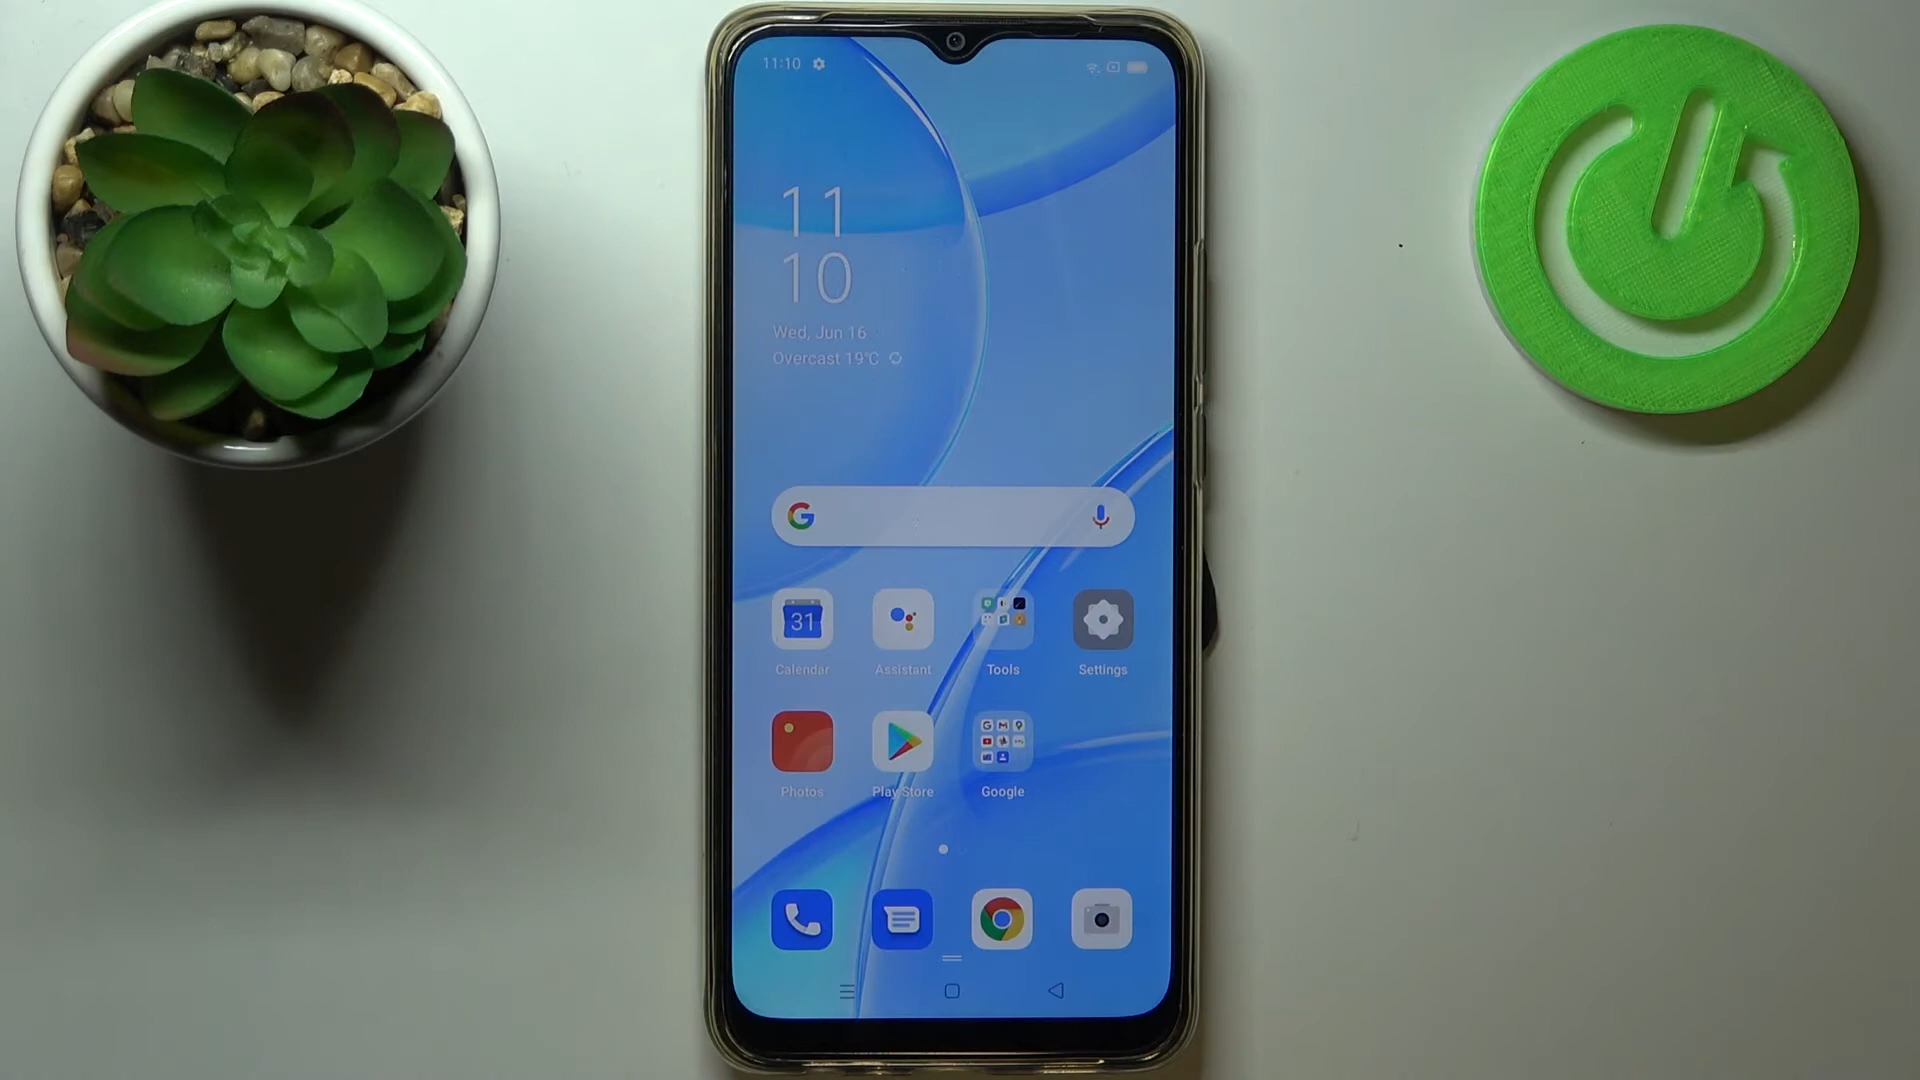 11:10
11
10
Wed, Jun 16
Overcast 19°C
31
Calendar
Assistant
Tools
Settings
Photos
Play Store
Google